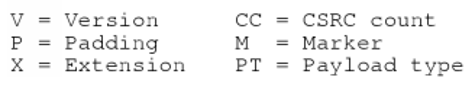 V = Version CC = CSRC count
P = Padding M = Marker
X = Extension PT = Payload type